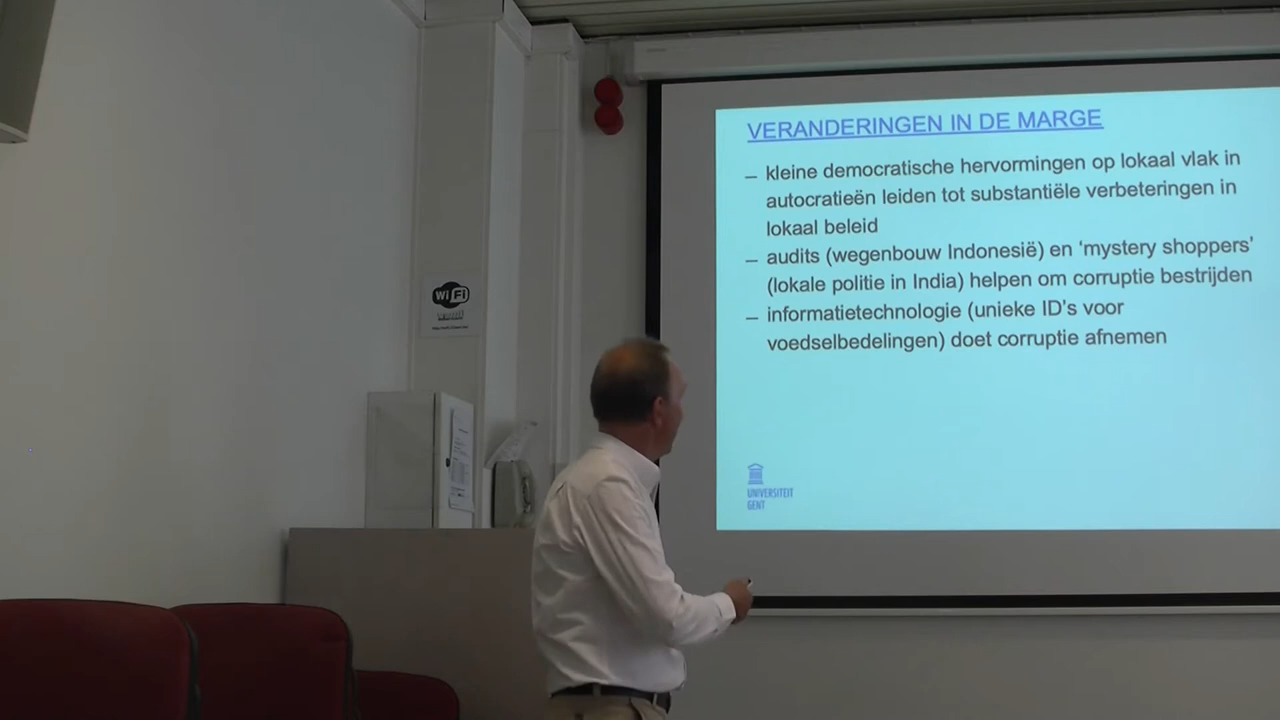 VERANDERINGEN IN DE MARGE
– kleine democratische hervormingen op lokaal vlak in
autocratieën leiden tot substantiële verbeteringen in
lokaal beleid
– audits (wegenbouw Indonesië) en ‘mystery shoppers’
(lokale politie in India) helpen om corruptie bestrijden
– informatietechnologie (unieke ID’s voor
voedselbedelingen) doet corruptie afnemen
UNIVERSITEIT
GENT
Wi Fi